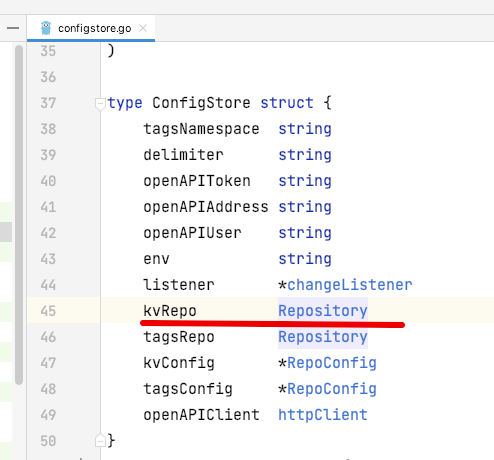 configstore.go
35 )
36
37 type ConfigStore struct {
38 tagsNamespace string
39 delimiter string
40 openAPIToken string
41 openAPIAddress string
42 openAPIUser string
43 env string
44 listener *changeListener
45 kvRepo Repository
46 tagsRepo Repository
47 kvConfig *RepoConfig
48 tagsConfig *RepoConfig
49 openAPIClient httpClient
50 }